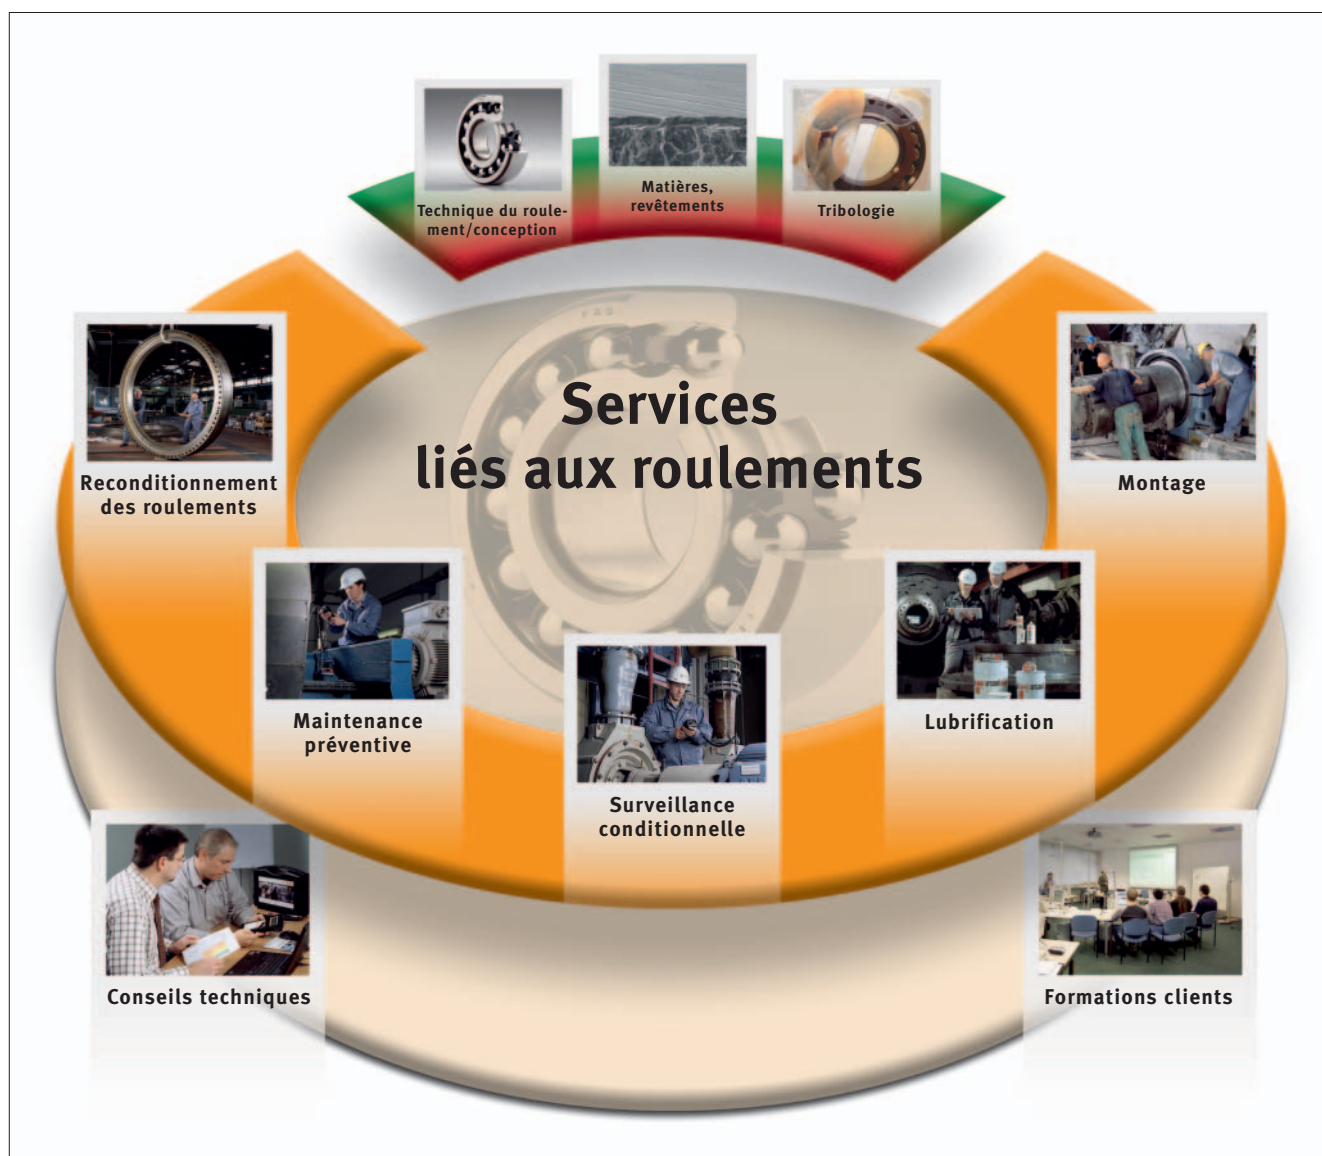 Matières,
revêtements
Technique du roule-
ment/conception
Tribologie
FAG
Services
liés aux roulements
Reconditionnement
des roulements
Montage
Maintenance
préventive
Lubrification
Surveillance
conditionnelle
Conseils techniques
Formations clients